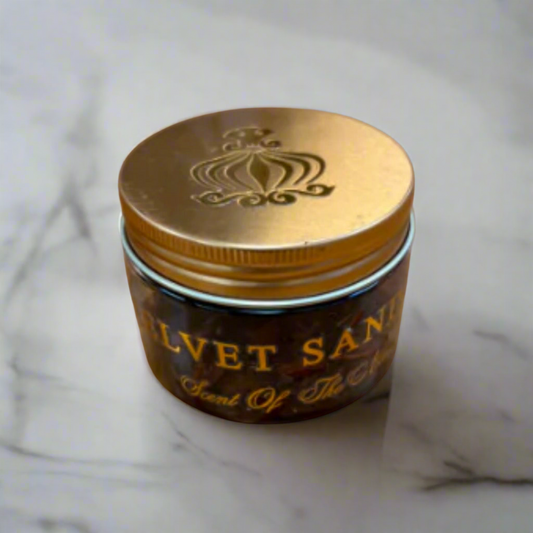 ELVET SAN
Scent Of The